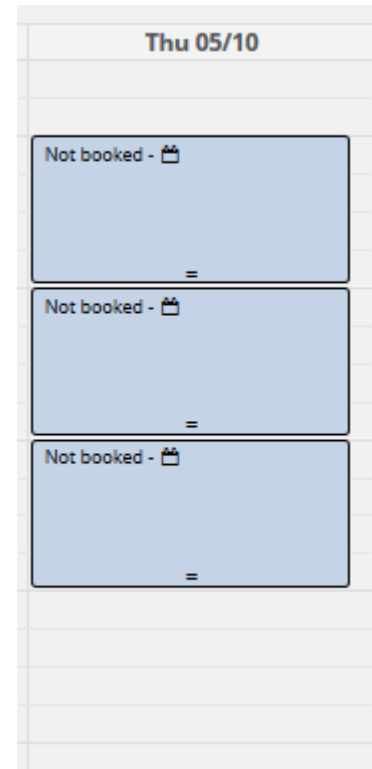 Thu 05/10
Not booked -
=
Not booked -
=
Not booked -
=